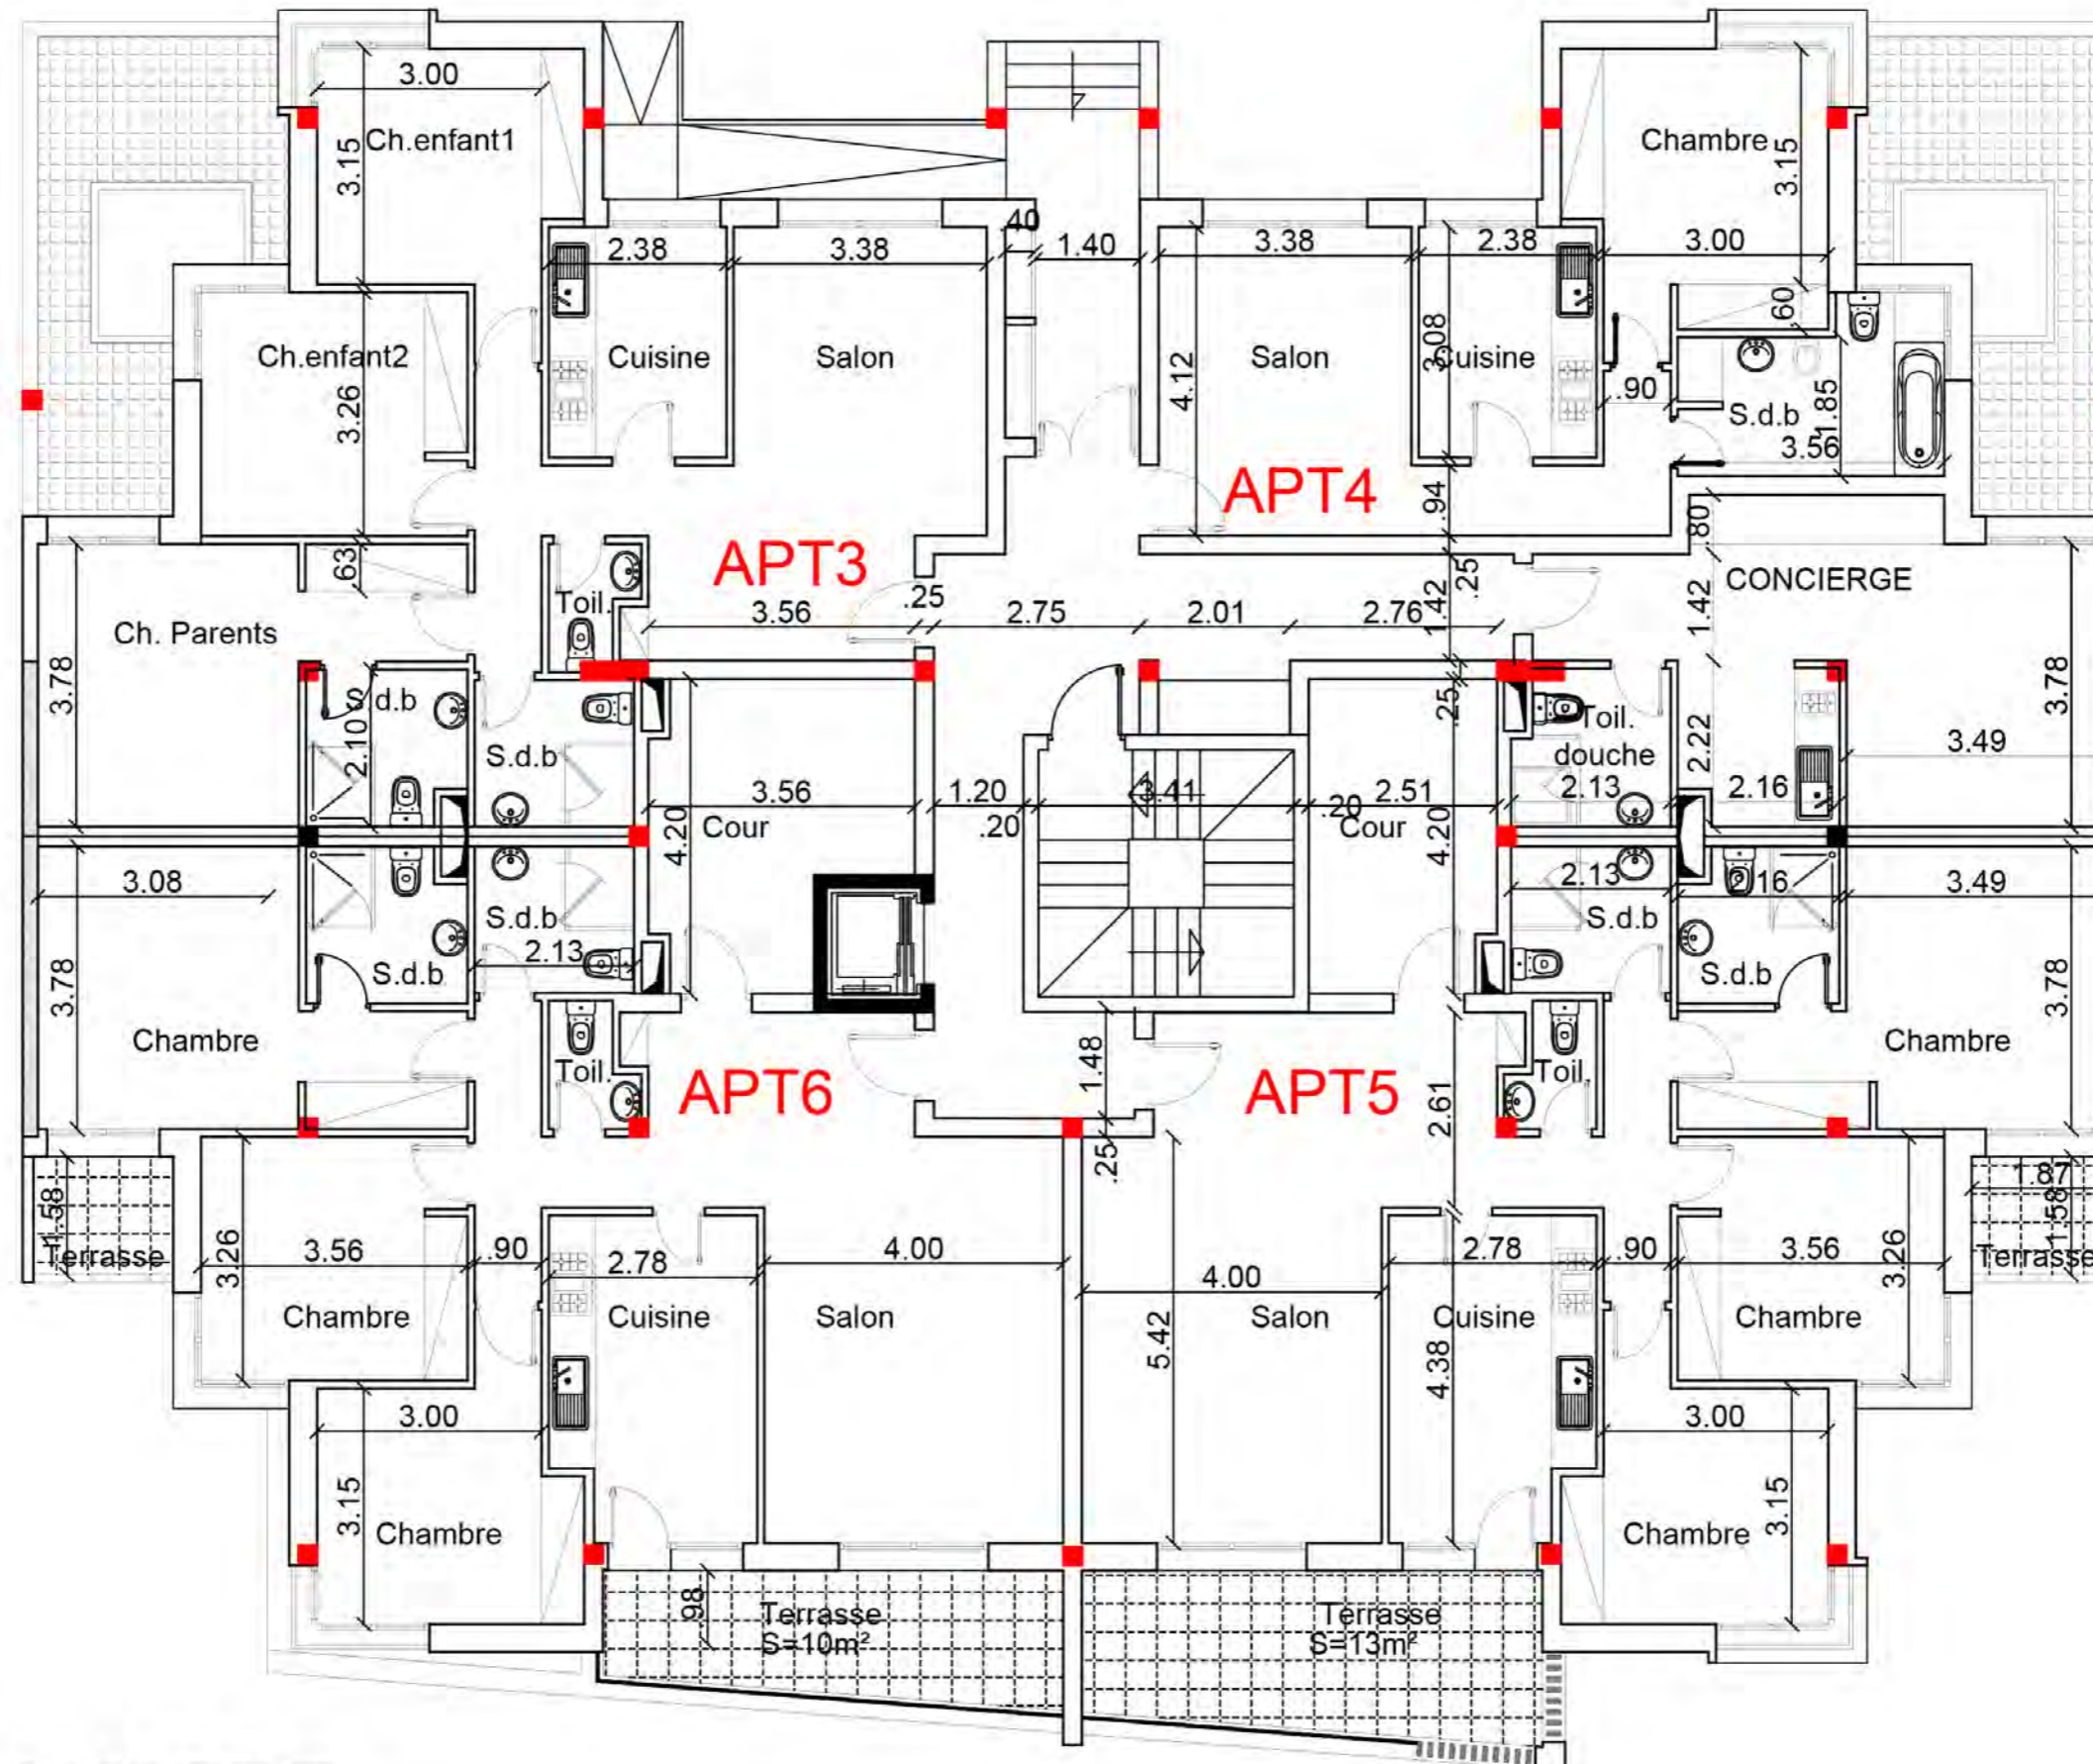 3.00
Ch.enfant1
3.15
Chambre
3.15
.40
2.38
3.38
1.40
3.38
2.38
3.00
.60
Ch.enfant2
Cuisine
Salon
Salon
3.08
Cuisine
4.12
3.26
.90
S.d.b
1.85
3.56
APT4
.94
.80
APT3
.63
.25
.25
CONCIERGE
Toil.
3.56
2.75
2.01
2.76
1.42
1.42
Ch. Parents
3.78
S.d.b
2.10
.25
Toil.
douche
2.22
3.78
3.49
S.d.b
3.56
1.20
3.41
2.51
2.13
2.16
.20
.20
Cour
4.20
Cour
4.20
3.08
2.13
16
3.49
S.d.b
S.d.b
2.13
S.d.b
S.d.b
3.78
3.78
Chambre
Chambre
1.48
Toil.
APT6
APT5
Toil
2.61
.25
1.58
Terrasse
3.26
3.56
.90
2.78
4.00
4.00
2.78
.90
3.56
3.26
1.87
1.58
Terrasse
Chambre
Cuisine
Salon
Salon
Cuisine
Chambre
5.42
4.38
3.00
3.00
3.15
Chambre
Chambre
3.15
.98
Terrasse
S=10m²
Terrasse
S=13m²